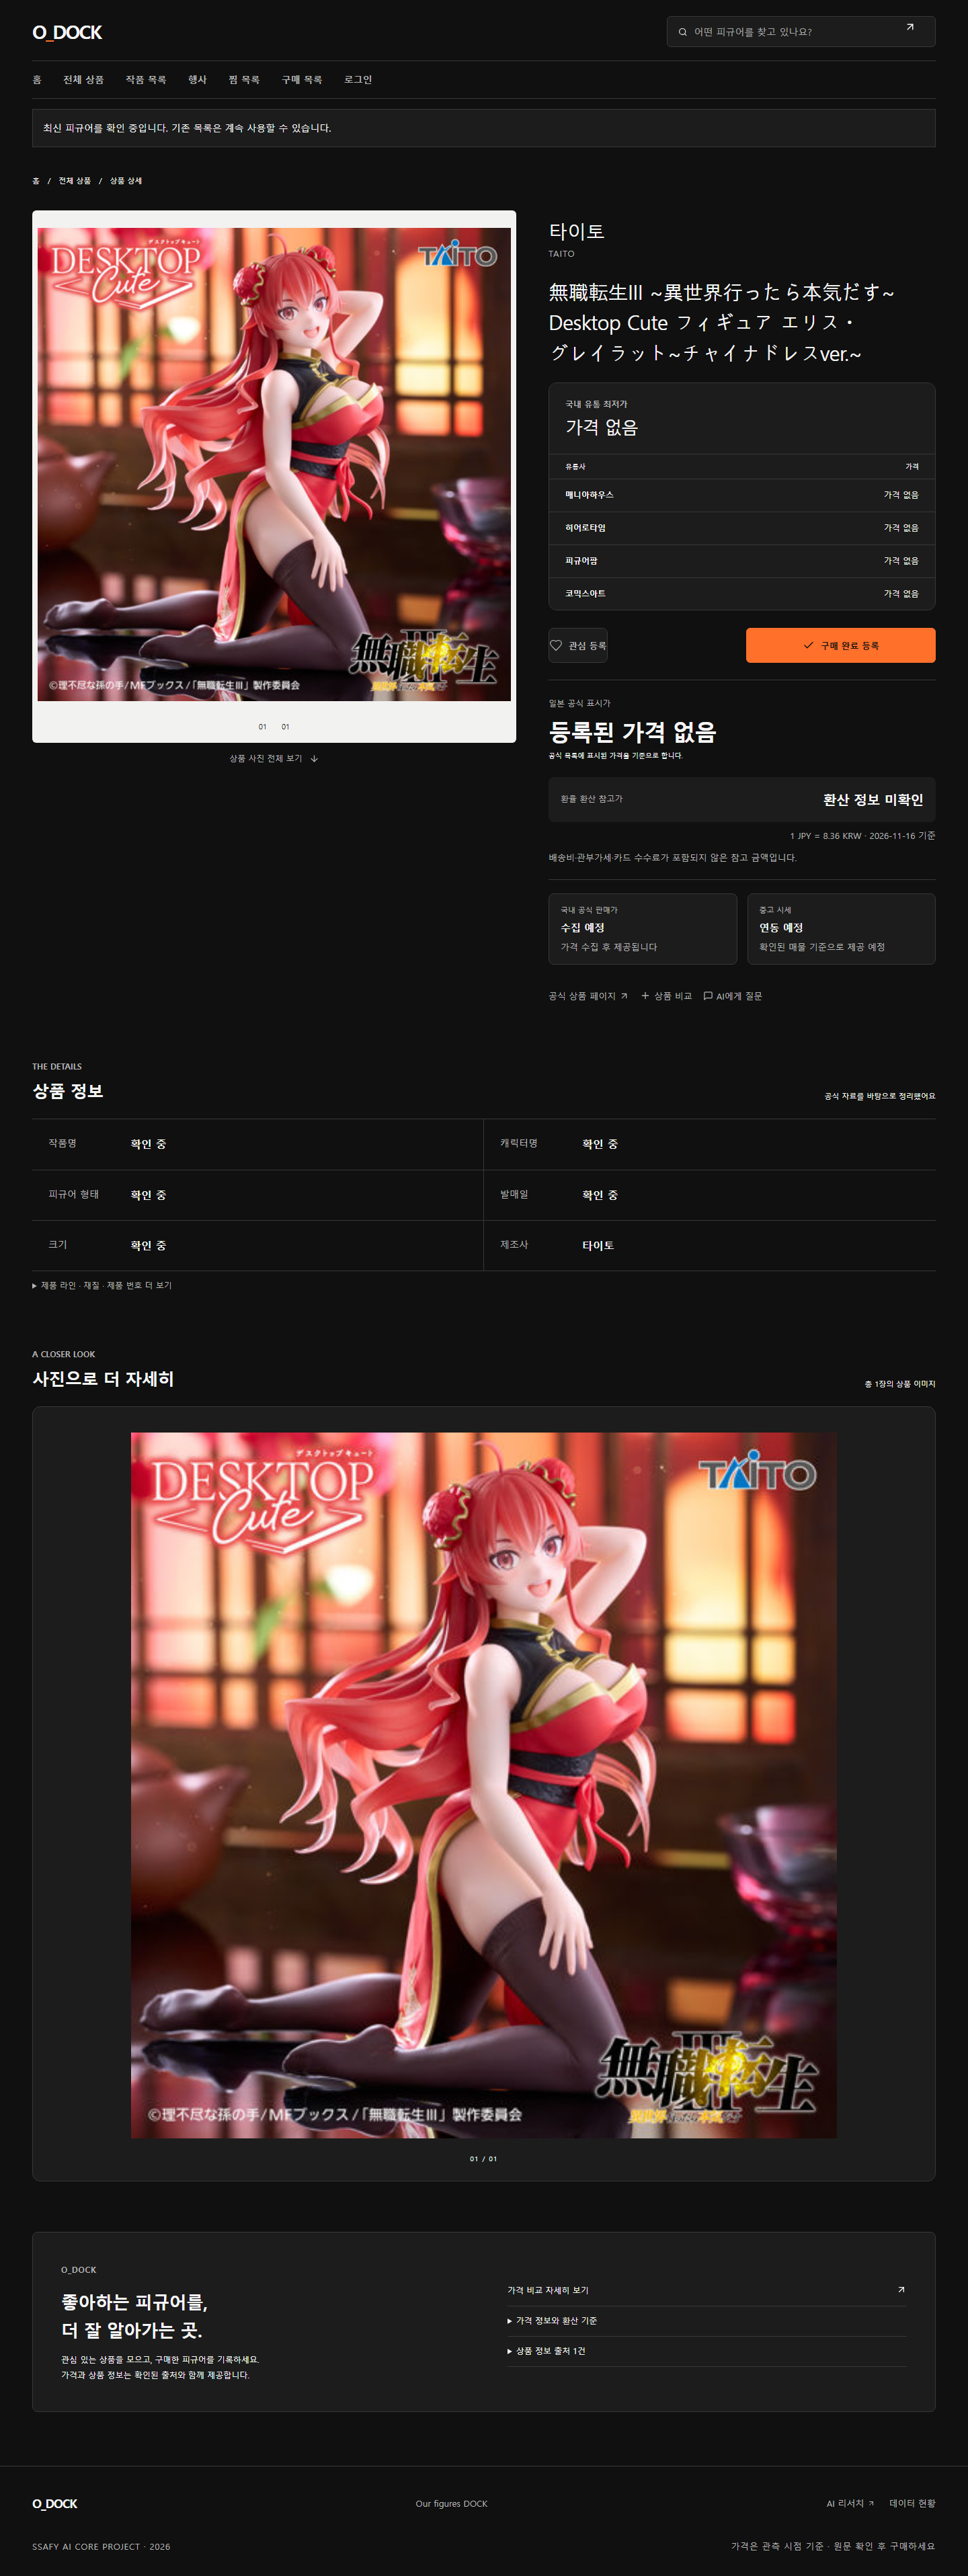 O_DOCK
어떤 피규어를 찾고 있나요?
홈 전체 상품 작품 목록 행사 찜 목록 구매 목록 로그인
최신 피규어를 확인 중입니다. 기존 목록은 계속 사용할 수 있습니다.
홈 / 전체 상품 / 상품 상세
デスクトップキュート
DESKTOP
Cute
TAITO
無職転生
III
©理不尽な孫の手/MFブックス/「無職転生Ⅲ」製作委員会
01 01
상품 사진 전체 보기
타이토
TAITO
無職転生Ⅲ ~異世界行ったら本気だす~
Desktop Cute フィギュア エリス・
グレイラット~チャイナドレスver.~
국내 유통 최저가
가격 없음
유통사 가격
매니아하우스 가격 없음
히어로타임 가격 없음
피규어팜 가격 없음
코믹스아트 가격 없음
관심 등록
구매 완료 등록
일본 공식 표시가
등록된 가격 없음
공식 목록에 표시된 가격을 기준으로 합니다.
환율 환산 참고가 환산 정보 미확인
1 JPY = 8.36 KRW · 2026-11-16 기준
배송비·관부가세·카드 수수료가 포함되지 않은 참고 금액입니다.
국내 공식 판매가
수집 예정
가격 수집 후 제공됩니다
중고 시세
연동 예정
확인된 매물 기준으로 제공 예정
공식 상품 페이지 상품 비교 AI에게 질문
THE DETAILS
상품 정보
공식 자료를 바탕으로 정리했어요
작품명 확인 중 캐릭터명 확인 중
피규어 형태 확인 중 발매일 확인 중
크기 확인 중 제조사 타이토
제품 라인 · 재질 · 제품 번호 더 보기
A CLOSER LOOK
사진으로 더 자세히
총 1장의 상품 이미지
デスクトップキュート
DESKTOP
Cute
TAITO
無職転生
III
©理不尽な孫の手/MFブックス/「無職転生Ⅲ」製作委員会
01 / 01
O_DOCK
좋아하는 피규어를,
더 잘 알아가는 곳.
관심 있는 상품을 모으고, 구매한 피규어를 기록하세요.
가격과 상품 정보는 확인된 출처와 함께 제공합니다.
가격 비교 자세히 보기
가격 정보와 환산 기준
상품 정보 출처 1건
O_DOCK
Our figures DOCK
AI 리서치 데이터 현황
SSAFY AI CORE PROJECT · 2026
가격은 관측 시점 기준 · 원문 확인 후 구매하세요